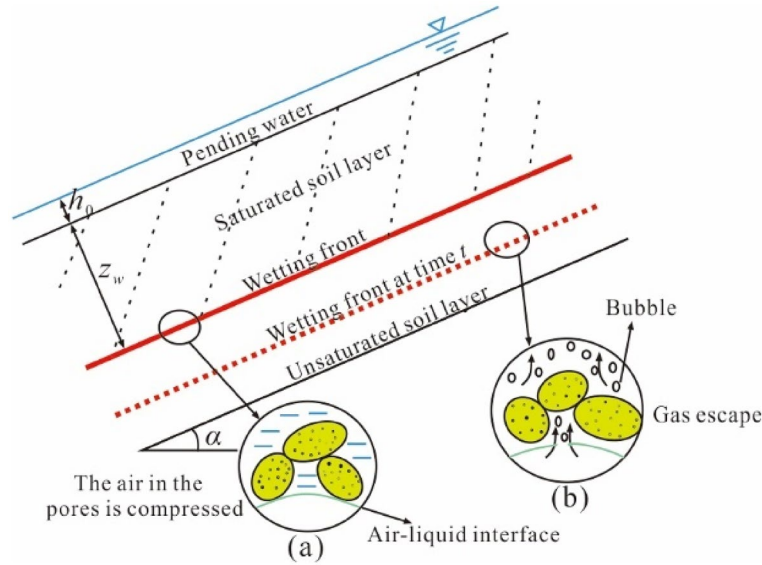 Pending water
h₀
Saturated soil layer
z_w
Wetting front
Wetting front at time t
Unsaturated soil layer
Bubble
Gas escape
α
The air in the
pores is compressed
(b)
Air-liquid interface
(a)